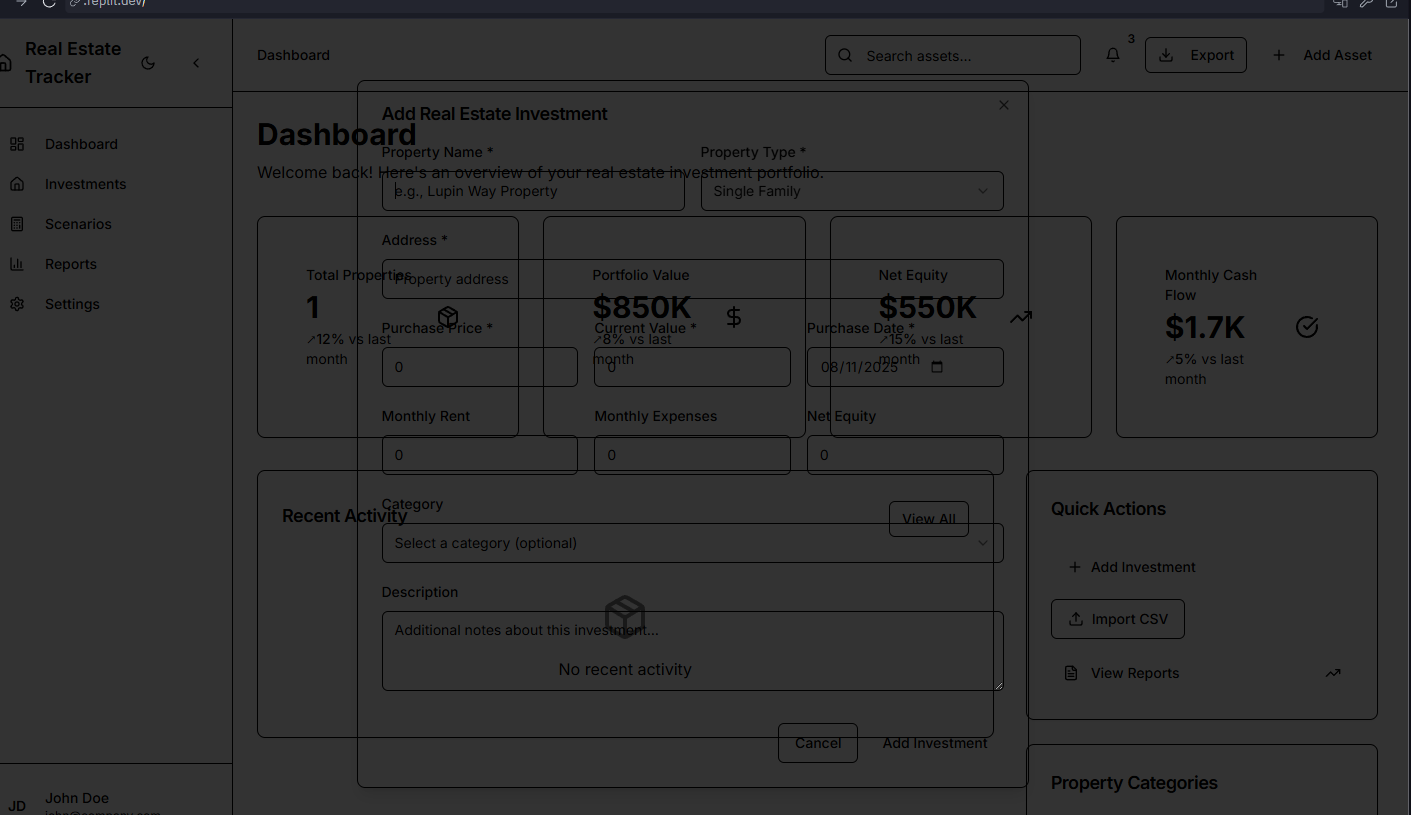 .replit.dev/
Real Estate
Tracker
Dashboard
Search assets...
3
Export
Add Asset
Dashboard
Investments
Scenarios
Reports
Settings
JD
John Doe
john@company.com
Dashboard
Welcome back! Here's an overview of your real estate investment portfolio.
Total Properties
1
↗12% vs last
month
Portfolio Value
$850K
↗8% vs last
month
Net Equity
$550K
↗15% vs last
month
Monthly Cash
Flow
$1.7K
↗5% vs last
month
Recent Activity
View All
No recent activity
Quick Actions
Add Investment
Import CSV
View Reports
Property Categories
Add Real Estate Investment
Property Name *
Property Type *
e.g., Lupin Way Property
Single Family
Address *
Property address
Purchase Price *
Current Value *
Purchase Date *
0
0
08/11/2025
Monthly Rent
Monthly Expenses
Net Equity
0
0
0
Category
Select a category (optional)
Description
Additional notes about this investment...
Cancel
Add Investment